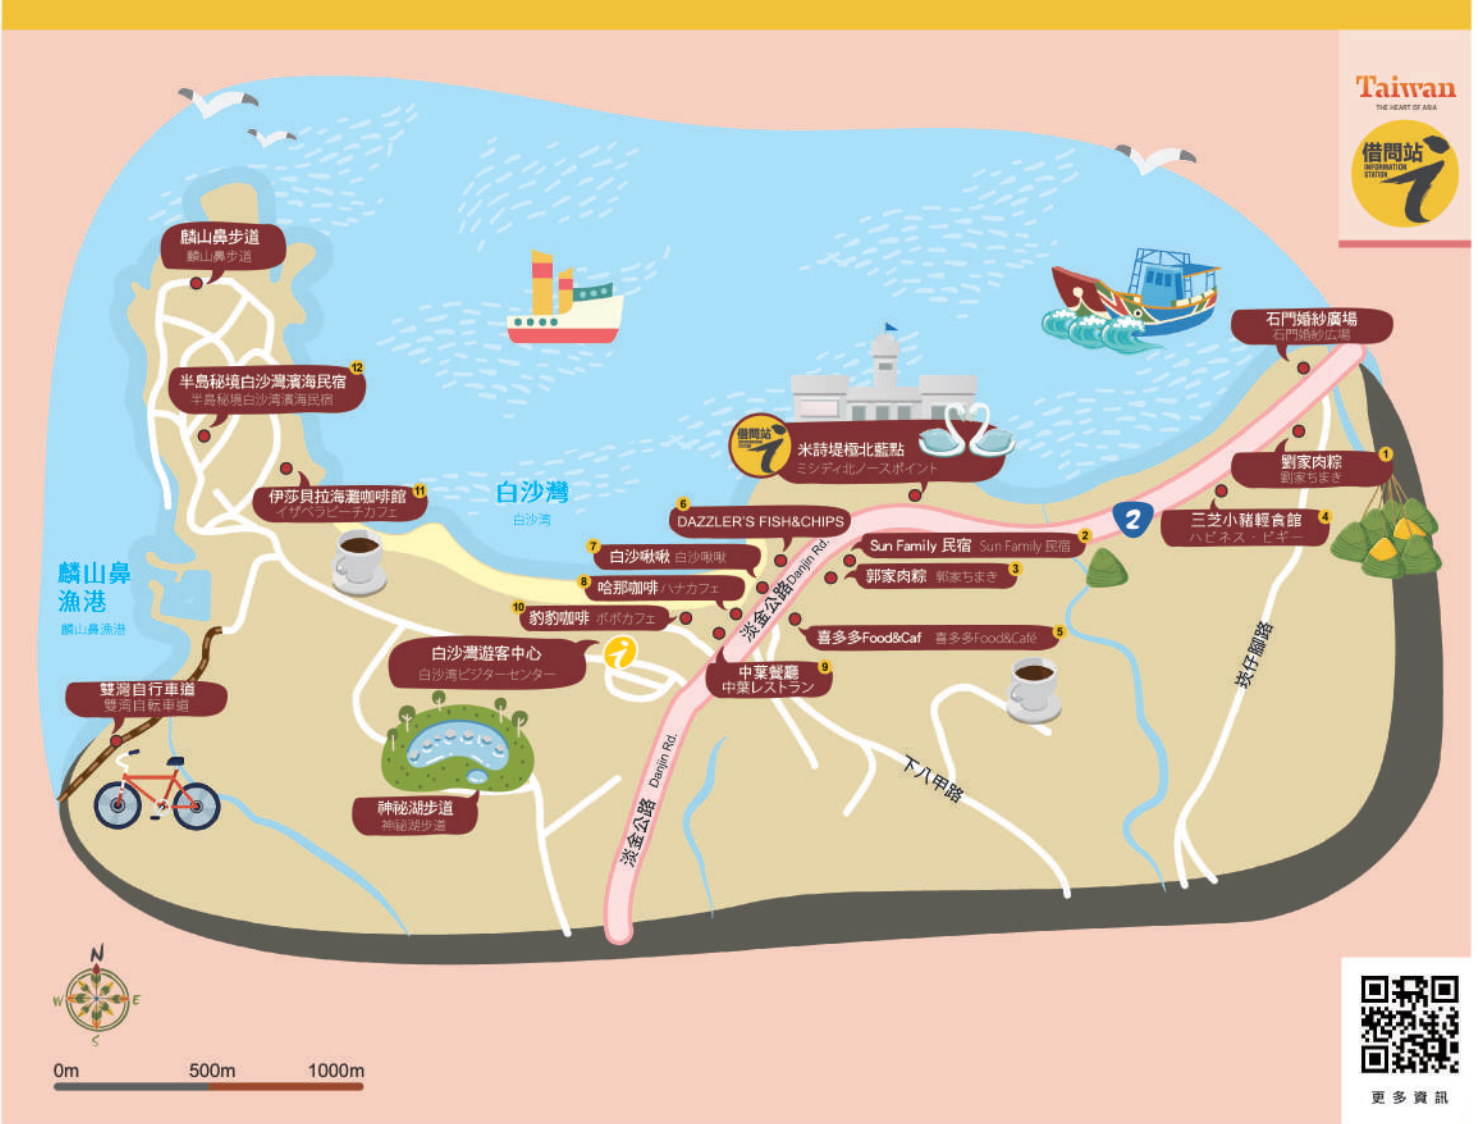 Taiwan
THE HEART OF ASIA
借問站
INFORMATION
STATION
麟山鼻步道
麟山鼻步道
石門婚紗廣場
石門婚紗広場
12
半島秘境白沙灣濱海民宿
半島秘境白沙湾濱海民宿
借問站
米詩堤極北藍點
ミシディ北ノースポイント
1
劉家肉粽
劉家ちまき
11
伊莎貝拉海灘咖啡館
イザベラビーチカフェ
白沙灣
白沙湾
6
DAZZLER'S FISH&CHIPS
2
4
三芝小豬輕食館
ハピネス・ピギー
2
Sun Family 民宿 Sun Family 民宿
7
白沙啾啾 白沙啾啾
3
郭家肉粽 郭家ちまき
8
哈那咖啡 ハナカフェ
淡金公路 Danjin Rd.
麟山鼻
漁港
麟山鼻漁港
10
豹豹咖啡 ボボカフェ
5
喜多多Food&Caf 喜多多Food&Café
白沙灣遊客中心
白沙湾ビジターセンター
9
中葉餐廳
中葉レストラン
崁仔腳路
雙灣自行車道
雙湾自転車道
下八甲路
淡金公路 Danjin Rd.
神祕湖步道
神祕湖步道
N
W
E
S
0m 500m 1000m
更多資訊